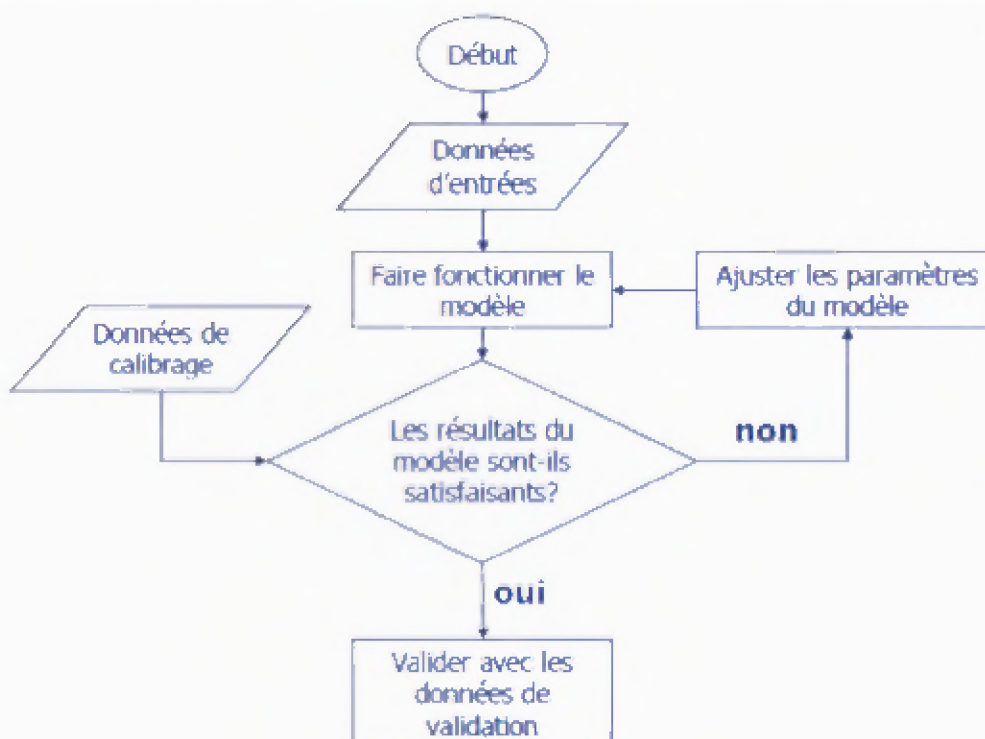 Début
Données
d'entrées
Faire fonctionner le
modèle
Ajuster les paramètres
du modèle
Données de
calibrage
Les résultats du
modèle sont-ils
satisfaisants?
non
oui
Valider avec les
données de
validation